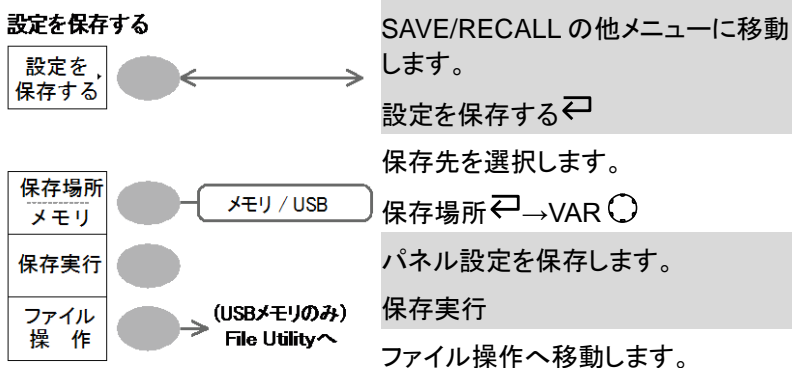 設定を保存する
設定を
保存する
保存場所
メモリ
メモリ / USB
保存実行
ファイル
操 作
(USBメモリのみ)
File Utilityへ
SAVE/RECALL の他メニューに移動
します。
設定を保存する
保存先を選択します。
保存場所→VAR
パネル設定を保存します。
保存実行
ファイル操作へ移動します。